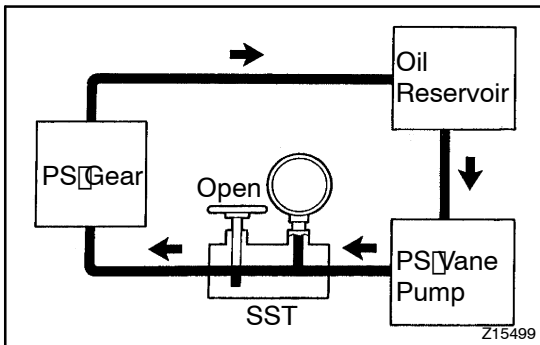 Oil
Reservoir
PS▯Gear
Open
PS▯Vane
Pump
SST
Z15499